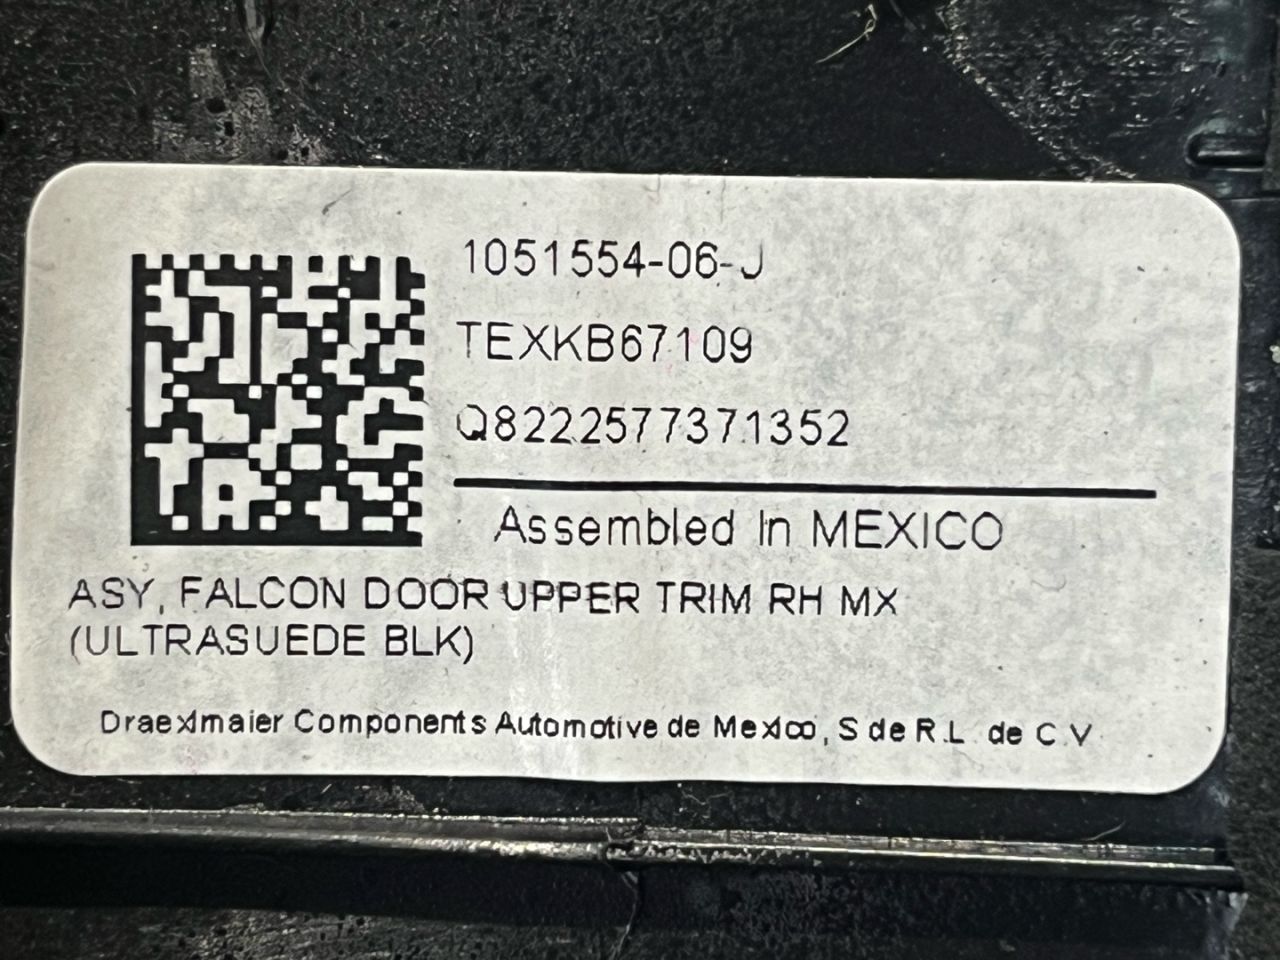 1051554-06-J
TEXKB67109
Q8222577371352
Assembled In MEXICO
ASY, FALCON DOOR UPPER TRIM RH MX
(ULTRASUEDE BLK)
Draexlmaier Components Automotive de Mexico, S de R.L. de C.V